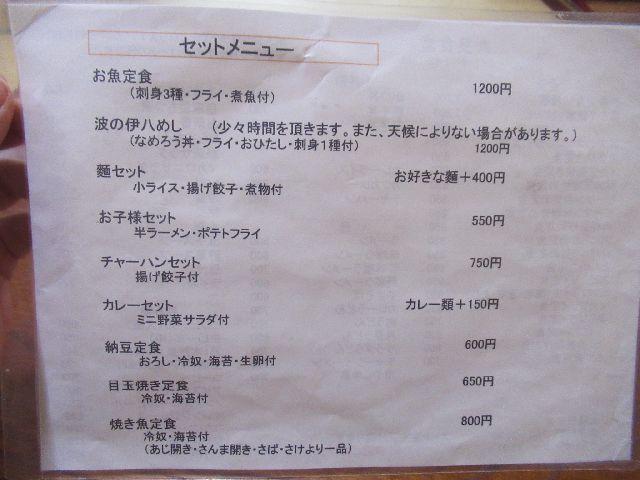 セットメニュー
お魚定食 1200円
（刺身3種・フライ・煮魚付）
波の伊八めし （少々時間を頂きます。また、天候によりない場合があります。）
（なめろう丼・フライ・おひたし・刺身1種付） 1200円
麵セット お好きな麵＋400円
小ライス・揚げ餃子・煮物付
お子様セット 550円
半ラーメン・ポテトフライ
チャーハンセット 750円
揚げ餃子付
カレーセット カレー類＋150円
ミニ野菜サラダ付
納豆定食 600円
おろし・冷奴・海苔・生卵付
目玉焼き定食 650円
冷奴・海苔付
焼き魚定食 800円
冷奴・海苔付
（あじ開き・さんま開き・さば・さけより一品）